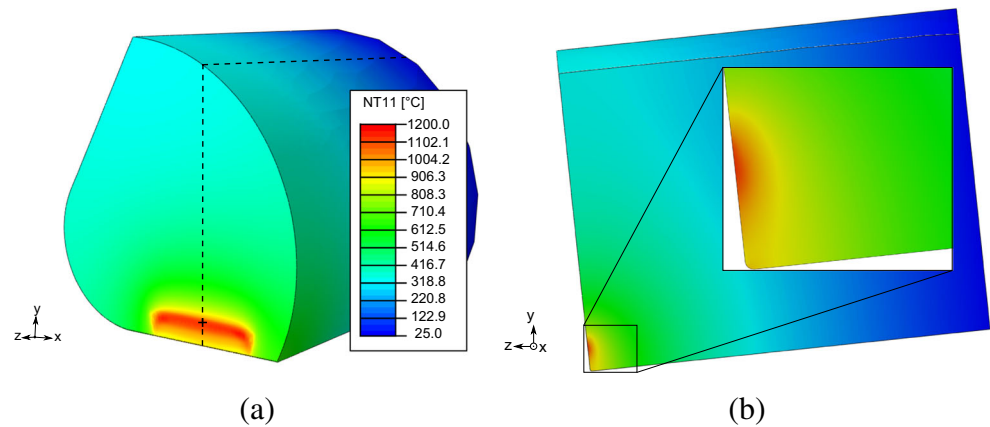 NT11 [°C]
1200.0
1102.1
1004.2
906.3
808.3
710.4
612.5
514.6
416.7
318.8
220.8
122.9
25.0
y
z x
y
z x
(a) (b)